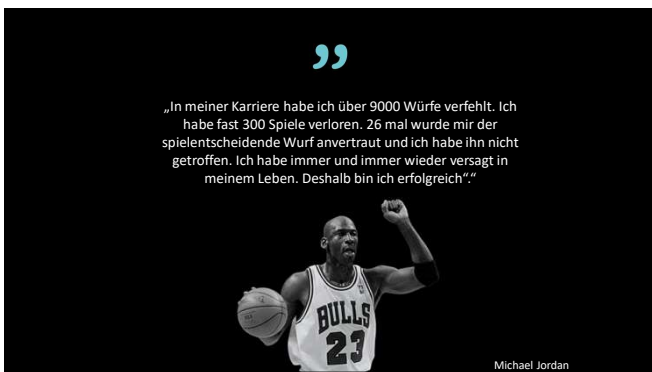 ”
„In meiner Karriere habe ich über 9000 Würfe verfehlt. Ich
habe fast 300 Spiele verloren. 26 mal wurde mir der
spielentscheidende Wurf anvertraut und ich habe ihn nicht
getroffen. Ich habe immer und immer wieder versagt in
meinem Leben. Deshalb bin ich erfolgreich“.“
BULLS
23
Michael Jordan